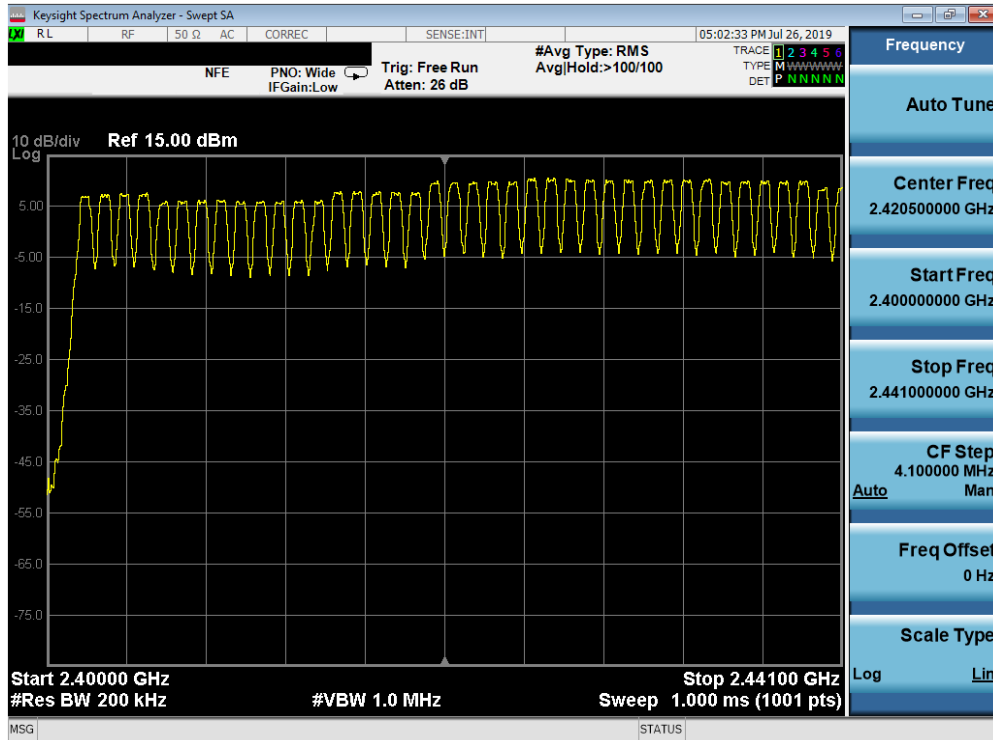 Keysight Spectrum Analyzer - Swept SA
LXI RL RF 50 Ω AC CORREC SENSE:INT 05:02:33 PM Jul 26, 2019
#Avg Type: RMS TRACE 1 2 3 4 5 6
NFE PNO: Wide Trig: Free Run Avg|Hold:>100/100 TYPE M WWWWW
IFGain:Low Atten: 26 dB DET P N N N N N
10 dB/div Ref 15.00 dBm
Log
5.00
-5.00
-15.0
-25.0
-35.0
-45.0
-55.0
-65.0
-75.0
Start 2.40000 GHz Stop 2.44100 GHz
#Res BW 200 kHz #VBW 1.0 MHz Sweep 1.000 ms (1001 pts)
MSG STATUS
Frequency
Auto Tune
Center Freq
2.420500000 GHz
Start Freq
2.400000000 GHz
Stop Freq
2.441000000 GHz
CF Step
4.100000 MHz
Auto Man
Freq Offset
0 Hz
Scale Type
Log Lin